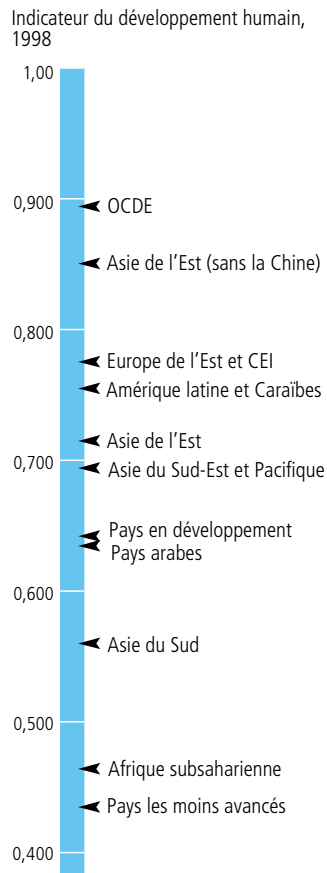 Indicateur du développement humain,
1998
1,00
0,900
OCDE
Asie de l'Est (sans la Chine)
0,800
Europe de l'Est et CEI
Amérique latine et Caraïbes
Asie de l'Est
0,700
Asie du Sud-Est et Pacifique
Pays en développement
Pays arabes
0,600
Asie du Sud
0,500
Afrique subsaharienne
Pays les moins avancés
0,400